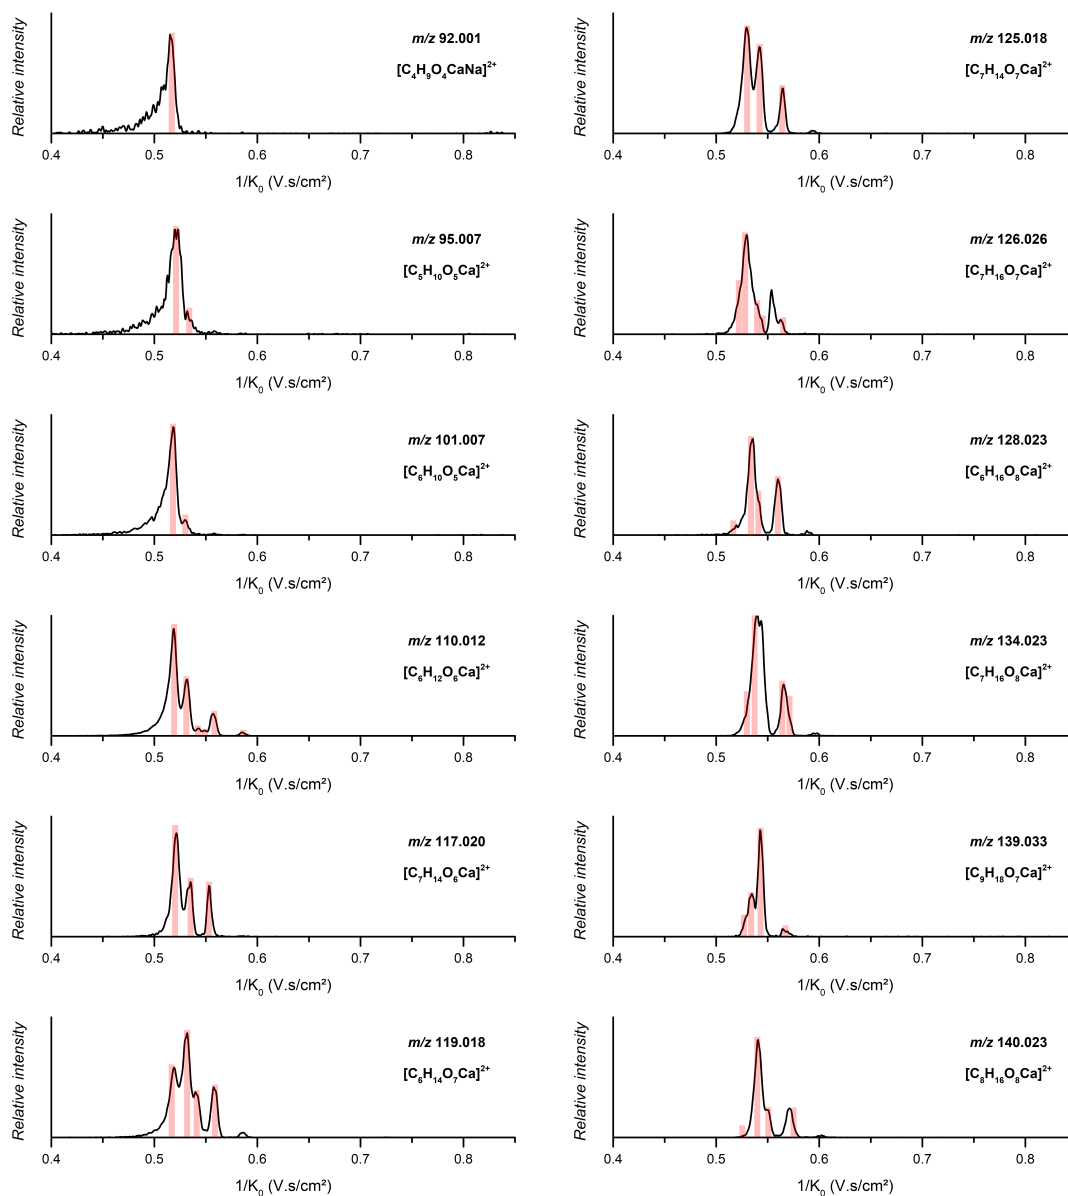 Relative intensity
m/z 92.001
[C₄H₉O₄CaNa]²⁺
0.4 0.5 0.6 0.7 0.8
1/K₀ (V.s/cm²)
Relative intensity
m/z 125.018
[C₇H₁₄O₇Ca]²⁺
0.4 0.5 0.6 0.7 0.8
1/K₀ (V.s/cm²)
Relative intensity
m/z 95.007
[C₅H₁₀O₅Ca]²⁺
0.4 0.5 0.6 0.7 0.8
1/K₀ (V.s/cm²)
Relative intensity
m/z 126.026
[C₇H₁₆O₇Ca]²⁺
0.4 0.5 0.6 0.7 0.8
1/K₀ (V.s/cm²)
Relative intensity
m/z 101.007
[C₆H₁₀O₅Ca]²⁺
0.4 0.5 0.6 0.7 0.8
1/K₀ (V.s/cm²)
Relative intensity
m/z 128.023
[C₆H₁₆O₈Ca]²⁺
0.4 0.5 0.6 0.7 0.8
1/K₀ (V.s/cm²)
Relative intensity
m/z 110.012
[C₆H₁₂O₆Ca]²⁺
0.4 0.5 0.6 0.7 0.8
1/K₀ (V.s/cm²)
Relative intensity
m/z 134.023
[C₇H₁₆O₈Ca]²⁺
0.4 0.5 0.6 0.7 0.8
1/K₀ (V.s/cm²)
Relative intensity
m/z 117.020
[C₇H₁₄O₆Ca]²⁺
0.4 0.5 0.6 0.7 0.8
1/K₀ (V.s/cm²)
Relative intensity
m/z 139.033
[C₉H₁₈O₇Ca]²⁺
0.4 0.5 0.6 0.7 0.8
1/K₀ (V.s/cm²)
Relative intensity
m/z 119.018
[C₆H₁₄O₇Ca]²⁺
0.4 0.5 0.6 0.7 0.8
1/K₀ (V.s/cm²)
Relative intensity
m/z 140.023
[C₈H₁₆O₈Ca]²⁺
0.4 0.5 0.6 0.7 0.8
1/K₀ (V.s/cm²)